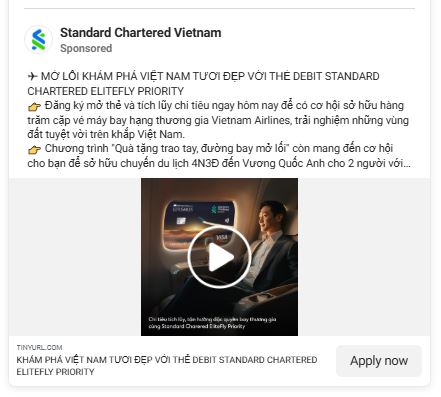 Standard Chartered Vietnam
Sponsored
✈ MỞ LỐI KHÁM PHÁ VIỆT NAM TƯƠI ĐẸP VỚI THẺ DEBIT STANDARD
CHARTERED ELITEFLY PRIORITY
👉 Đăng ký mở thẻ và tích lũy chi tiêu ngay hôm nay để có cơ hội sở hữu hàng
trăm cặp vé máy bay hạng thương gia Vietnam Airlines, trải nghiệm những vùng
đất tuyệt vời trên khắp Việt Nam.
👉 Chương trình "Quà tặng trao tay, đường bay mở lối" còn mang đến cơ hội
cho bạn để sở hữu chuyến du lịch 4N3Đ đến Vương Quốc Anh cho 2 người với...
LOTUSMILES
VISA
Chi tiêu tích lũy, tận hưởng đặc quyền bay thương gia
cùng Standard Chartered EliteFly Priority
TINYURL.COM
KHÁM PHÁ VIỆT NAM TƯƠI ĐẸP VỚI THẺ DEBIT STANDARD CHARTERED
ELITEFLY PRIORITY
Apply now